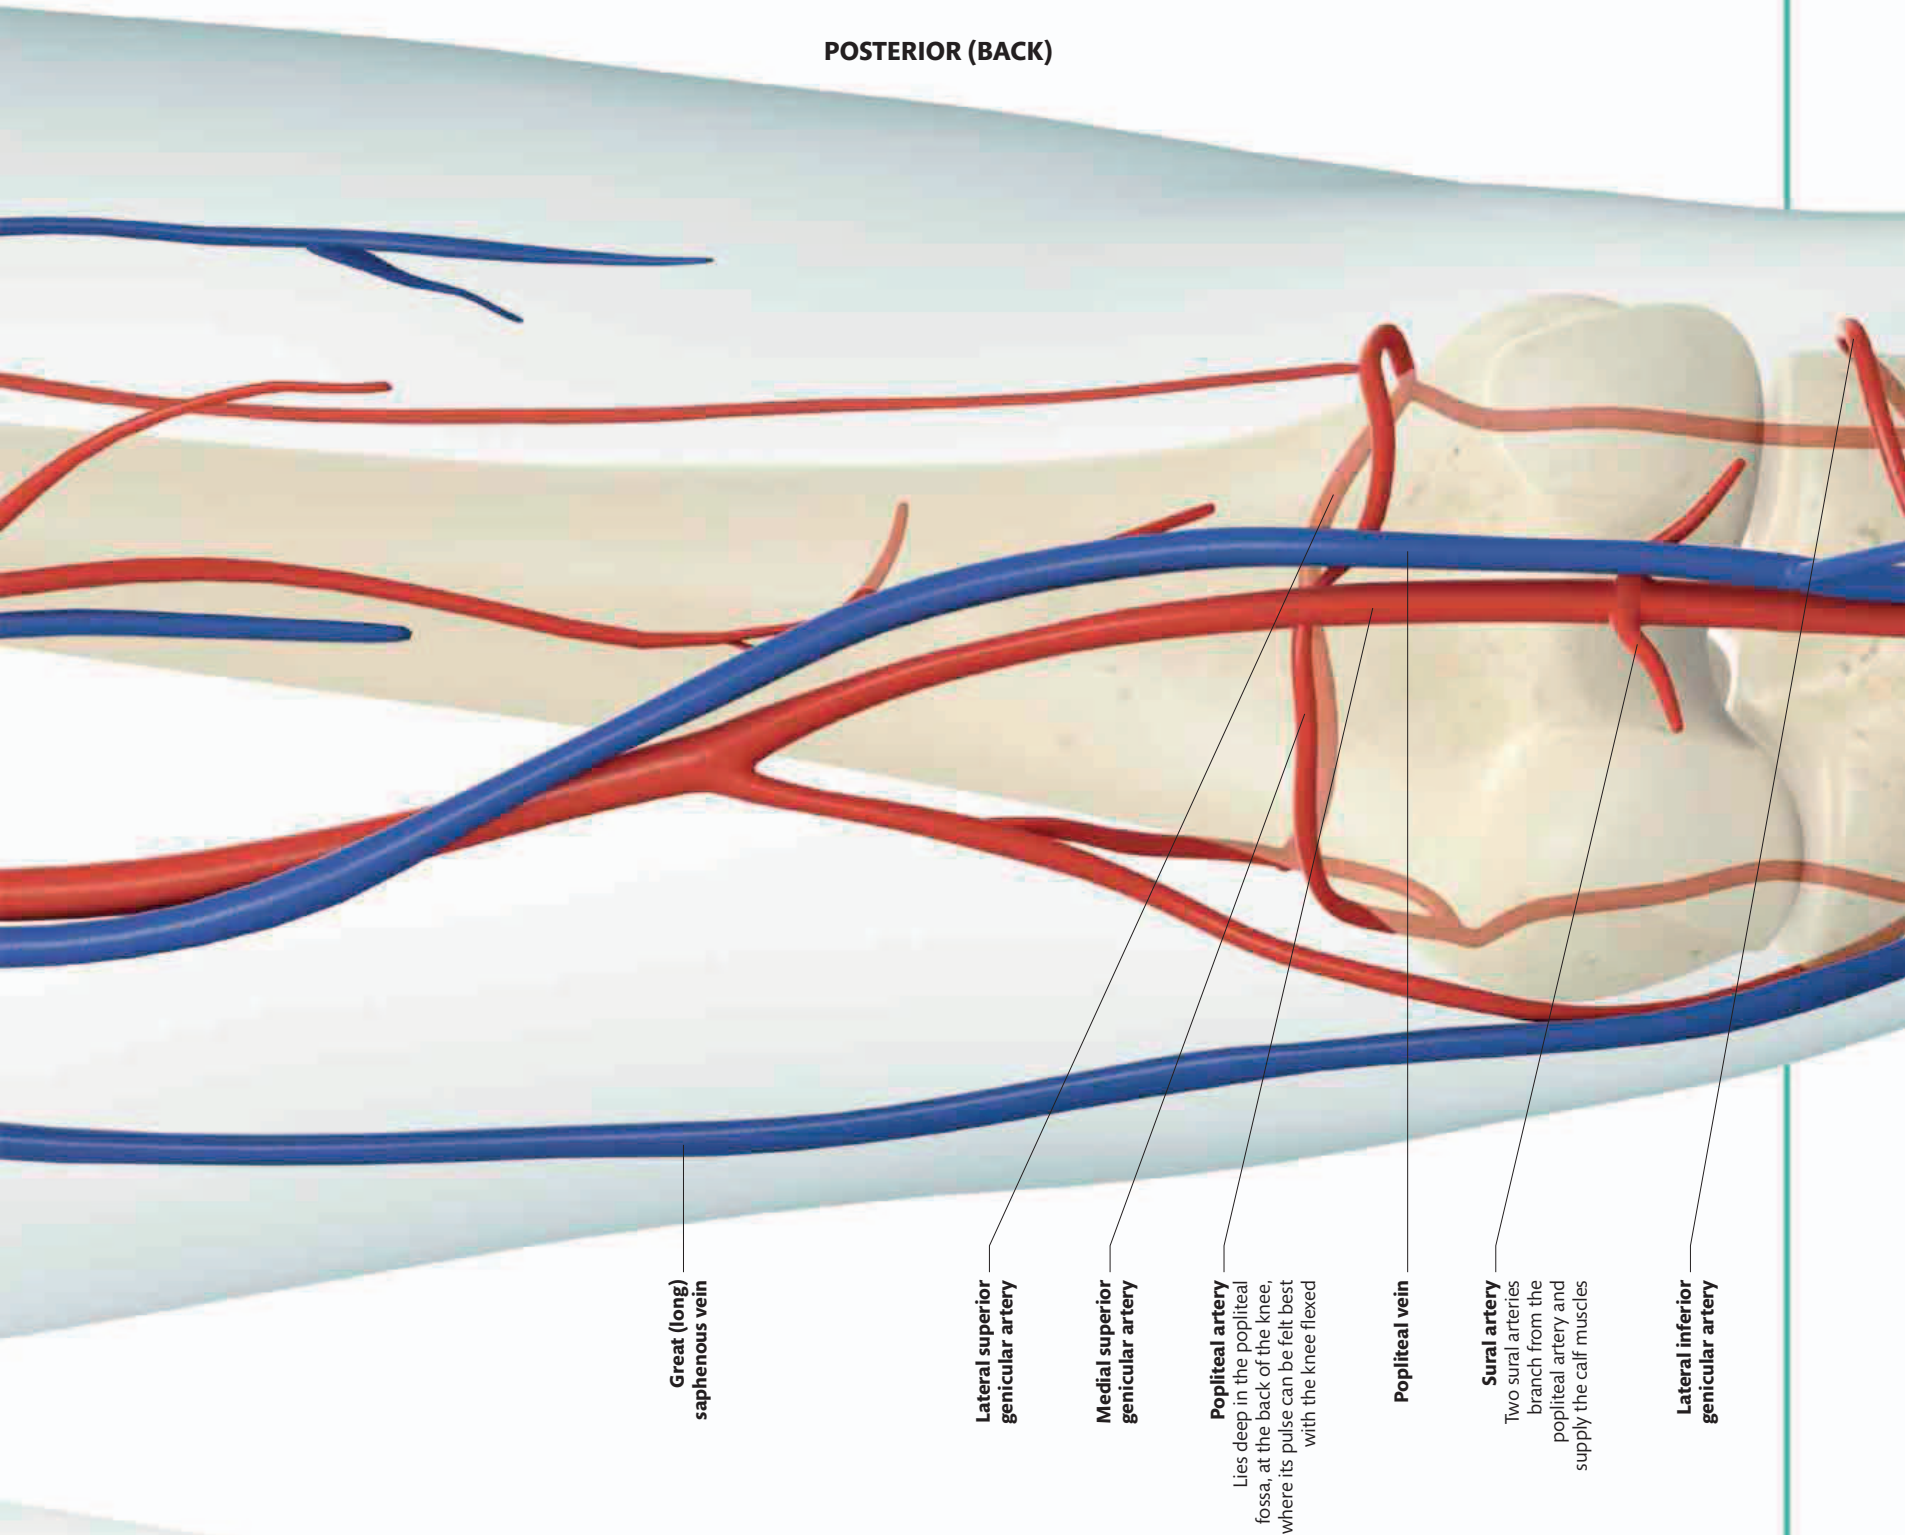 POSTERIOR (BACK)
Great (long)
saphenous vein
Lateral superior
genicular artery
Medial superior
genicular artery
Popliteal artery
Lies deep in the popliteal
fossa, at the back of the knee,
where its pulse can be felt best
with the knee flexed
Popliteal vein
Sural artery
Two sural arteries
branch from the
popliteal artery and
supply the calf muscles
Lateral inferior
genicular artery